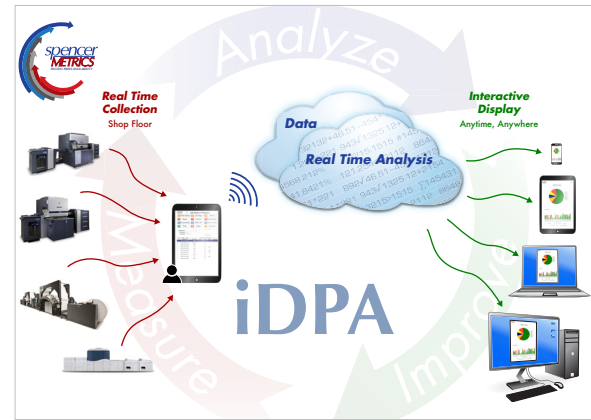 Analyze
spencer
METRICS
Real Time
Collection
Shop Floor
Interactive
Display
Anytime, Anywhere
Data
Real Time Analysis
Measure
iDPA
Improve